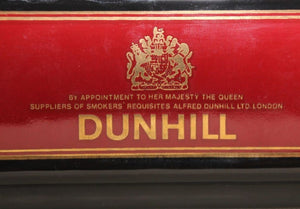 BY APPOINTMENT TO HER MAJESTY THE QUEEN
SUPPLIERS OF SMOKERS' REQUISITES ALFRED DUNHILL LTD LONDON
DUNHILL